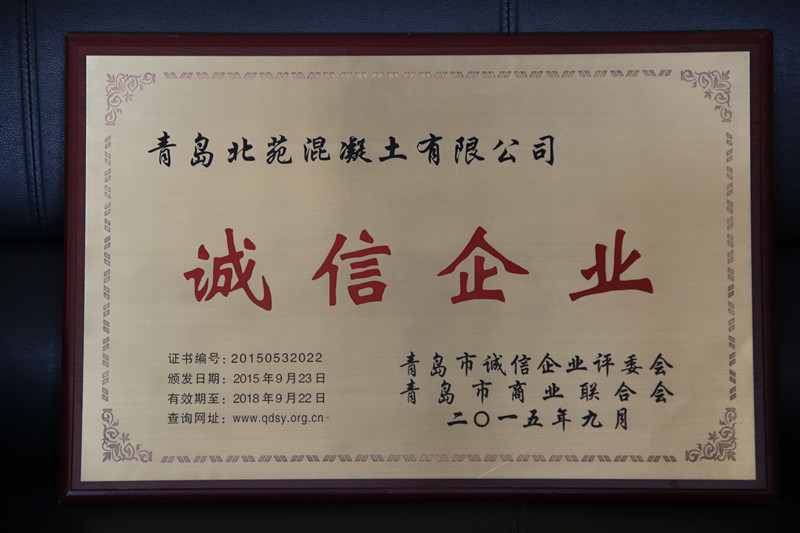 青岛北苑混凝土有限公司
诚信企业
证书编号：20150532022
颁发日期：2015年9月23日
有效期至：2018年9月22日
查询网址：www.qdsy.org.cn
青岛市诚信企业评委会
青岛市商业联合会
二〇一五年九月